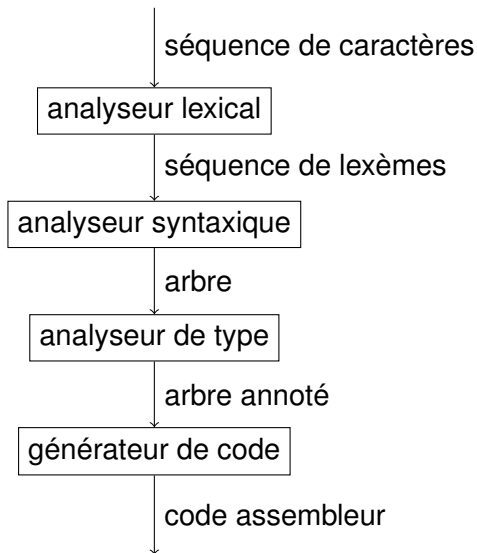 séquence de caractères
analyseur lexical
séquence de lexèmes
analyseur syntaxique
arbre
analyseur de type
arbre annoté
générateur de code
code assembleur